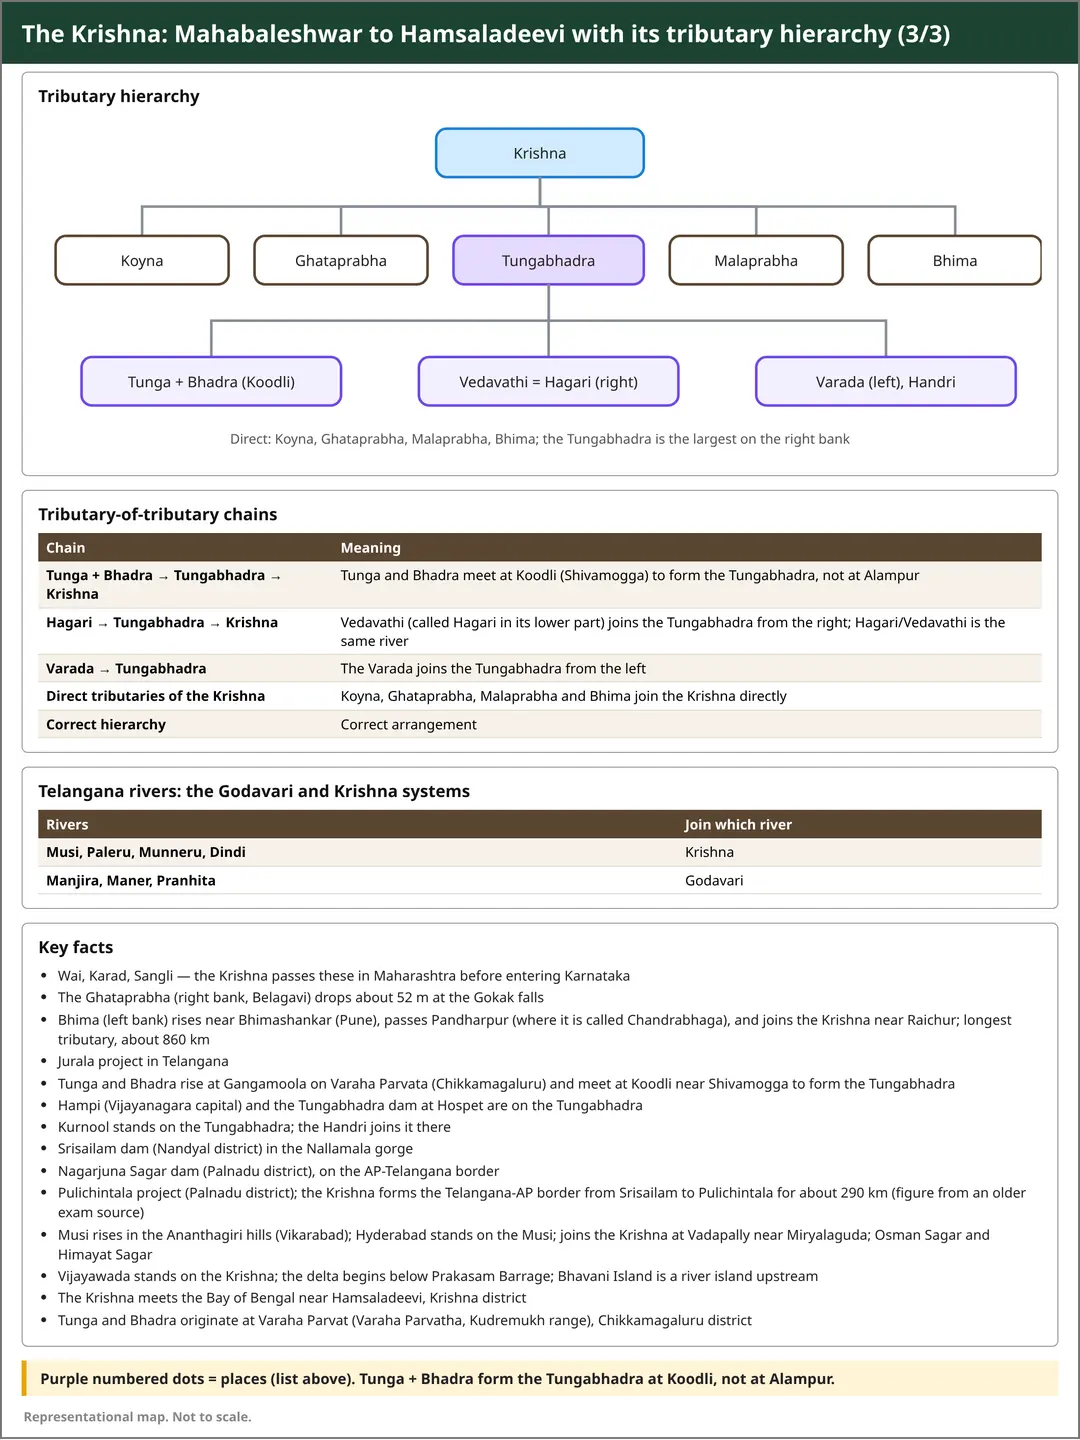 The Krishna: Mahabaleshwar to Hamsaladeevi with its tributary hierarchy (3/3)
Tributary hierarchy
Krishna
Koyna
Ghataprabha
Tungabhadra
Malaprabha
Bhima
Tunga + Bhadra (Koodli)
Vedavathi = Hagari (right)
Varada (left), Handri
Direct: Koyna, Ghataprabha, Malaprabha, Bhima; the Tungabhadra is the largest on the right bank
Tributary-of-tributary chains
Chain Meaning
Tunga + Bhadra → Tungabhadra → Tunga and Bhadra meet at Koodli (Shivamogga) to form the Tungabhadra, not at Alampur
Krishna
Hagari → Tungabhadra → Krishna Vedavathi (called Hagari in its lower part) joins the Tungabhadra from the right; Hagari/Vedavathi is the
same river
Varada → Tungabhadra The Varada joins the Tungabhadra from the left
Direct tributaries of the Krishna Koyna, Ghataprabha, Malaprabha and Bhima join the Krishna directly
Correct hierarchy Correct arrangement
Telangana rivers: the Godavari and Krishna systems
Rivers Join which river
Musi, Paleru, Munneru, Dindi Krishna
Manjira, Maner, Pranhita Godavari
Key facts
• Wai, Karad, Sangli — the Krishna passes these in Maharashtra before entering Karnataka
• The Ghataprabha (right bank, Belagavi) drops about 52 m at the Gokak falls
• Bhima (left bank) rises near Bhimashankar (Pune), passes Pandharpur (where it is called Chandrabhaga), and joins the Krishna near Raichur; longest
tributary, about 860 km
• Jurala project in Telangana
• Tunga and Bhadra rise at Gangamoola on Varaha Parvata (Chikkamagaluru) and meet at Koodli near Shivamogga to form the Tungabhadra
• Hampi (Vijayanagara capital) and the Tungabhadra dam at Hospet are on the Tungabhadra
• Kurnool stands on the Tungabhadra; the Handri joins it there
• Srisailam dam (Nandyal district) in the Nallamala gorge
• Nagarjuna Sagar dam (Palnadu district), on the AP-Telangana border
• Pulichintala project (Palnadu district); the Krishna forms the Telangana-AP border from Srisailam to Pulichintala for about 290 km (figure from an older
exam source)
• Musi rises in the Ananthagiri hills (Vikarabad); Hyderabad stands on the Musi; joins the Krishna at Vadapally near Miryalaguda; Osman Sagar and
Himayat Sagar
• Vijayawada stands on the Krishna; the delta begins below Prakasam Barrage; Bhavani Island is a river island upstream
• The Krishna meets the Bay of Bengal near Hamsaladeevi, Krishna district
• Tunga and Bhadra originate at Varaha Parvat (Varaha Parvatha, Kudremukh range), Chikkamagaluru district
Purple numbered dots = places (list above). Tunga + Bhadra form the Tungabhadra at Koodli, not at Alampur.
Representational map. Not to scale.